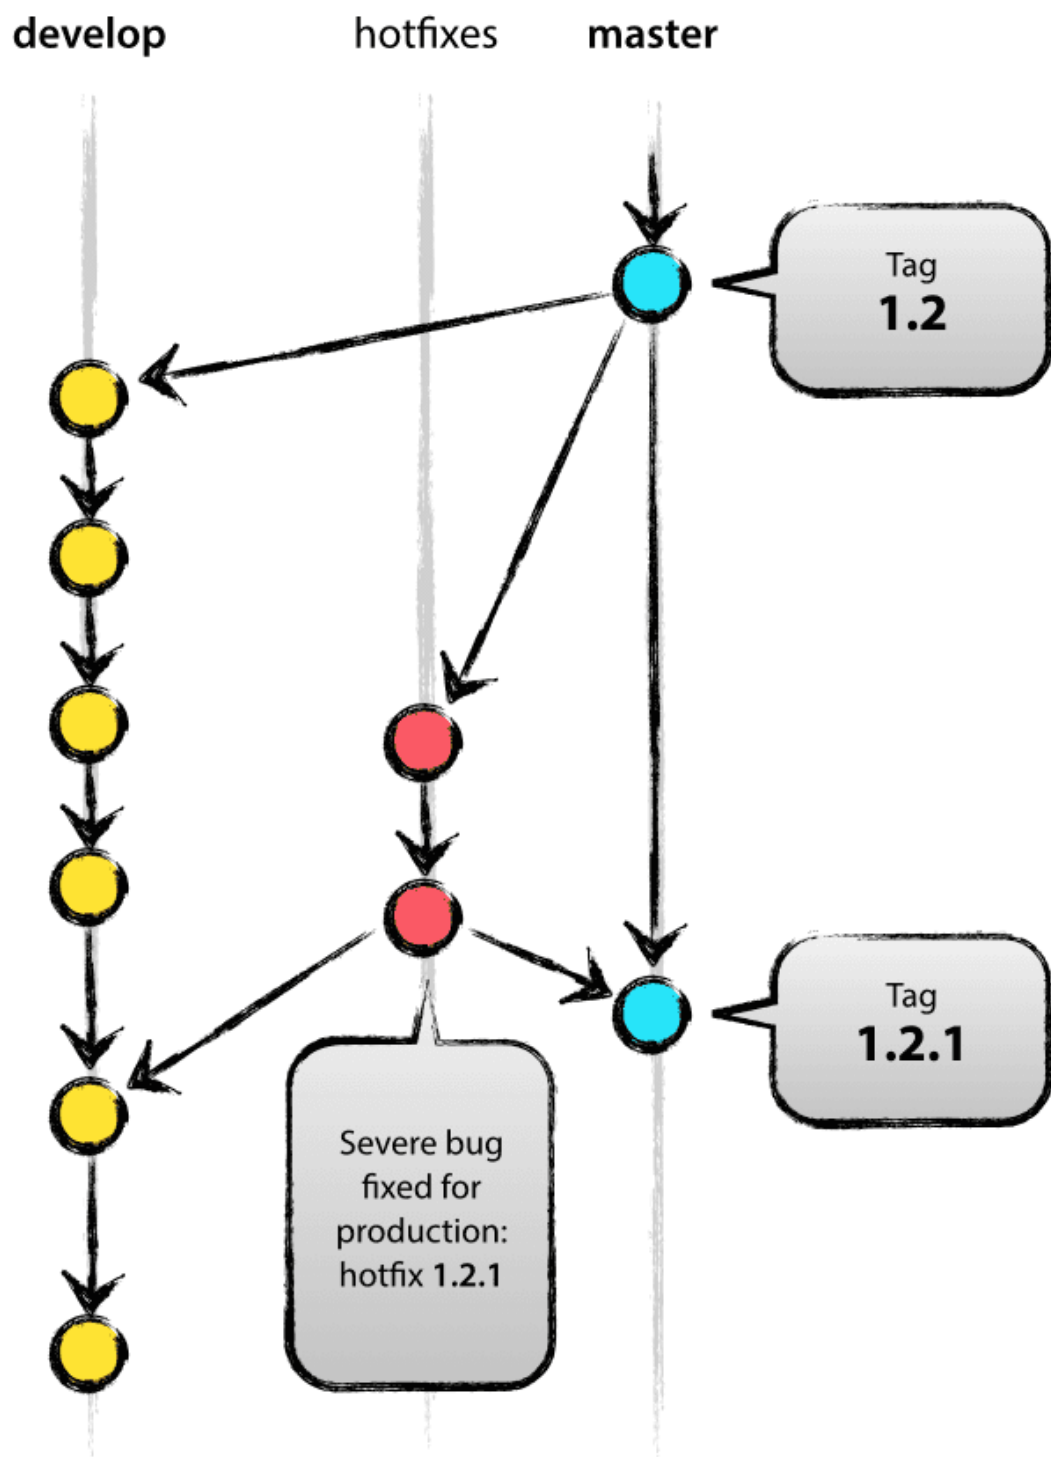 develop
hotfixes
master
Tag
1.2
Tag
1.2.1
Severe bug
fixed for
production:
hotfix 1.2.1